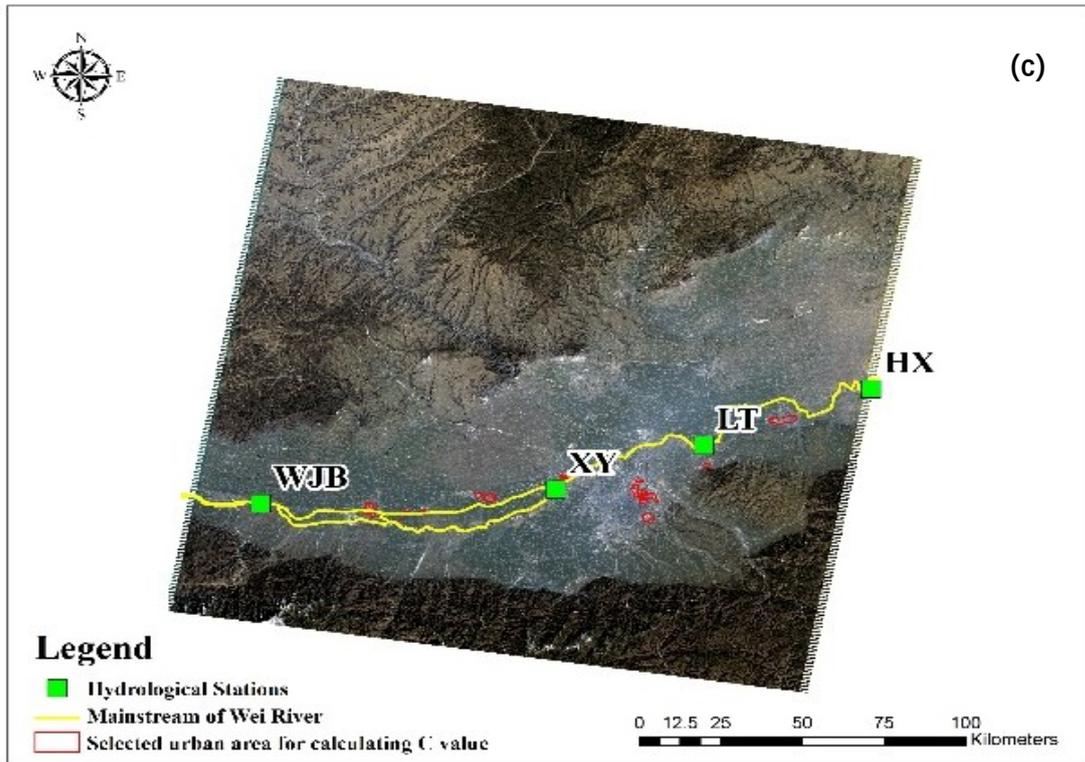 (c)
N
W E
S
HX
LT
XY
WJB
Legend
Hydrological Stations
Mainstream of Wei River
Selected urban area for calculating C value
0 12.5 25 50 75 100
Kilometers